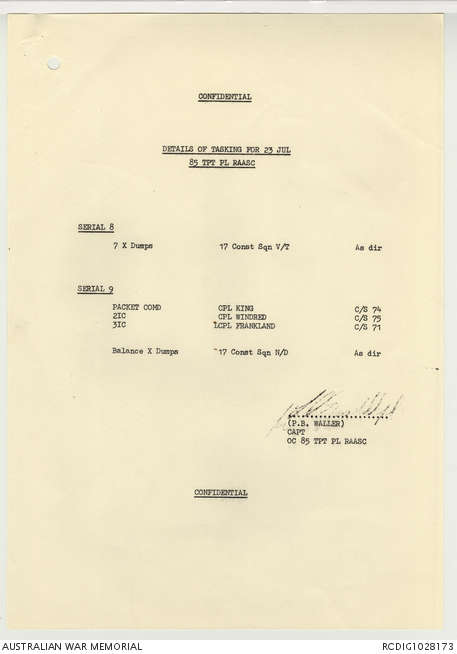 CONFIDENTIAL
DETAILS OF TASKING FOR 23 JUL
85 TPT PL RAASC
SERIAL 8
7 X Dumps 17 Const Sqn V/T As dir
SERIAL 9
PACKET COMD CPL KING C/S 74
2IC CPL WINDRED C/S 75
3IC LCPL FRANKLAND C/S 71
Balance X Dumps 17 Const Sqn N/D As dir
(P.B. WALLER)
CAPT
OC 85 TPT PL RAASC
CONFIDENTIAL
AUSTRALIAN WAR MEMORIAL RCDIG1028173